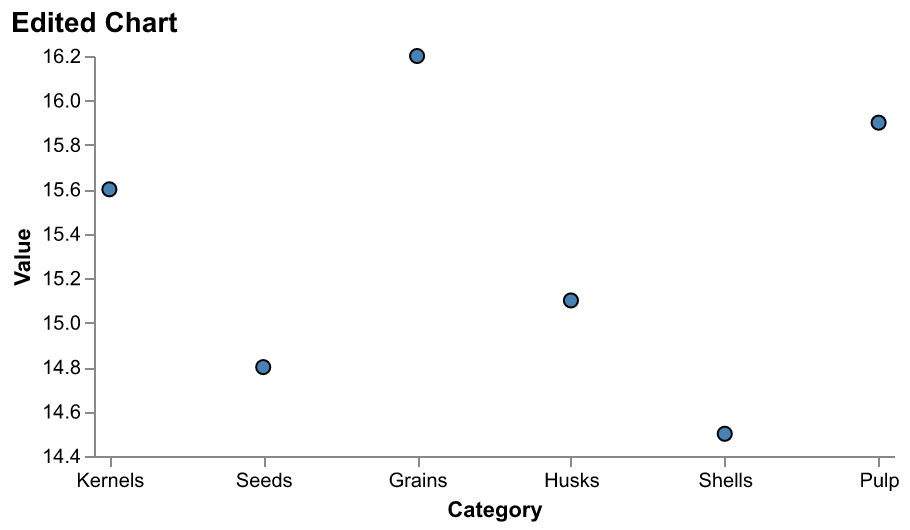 Edited Chart
16.2
16.0
15.8
15.6
15.4
15.2
15.0
14.8
14.6
14.4
Value
Kernels Seeds Grains Husks Shells Pulp
Category